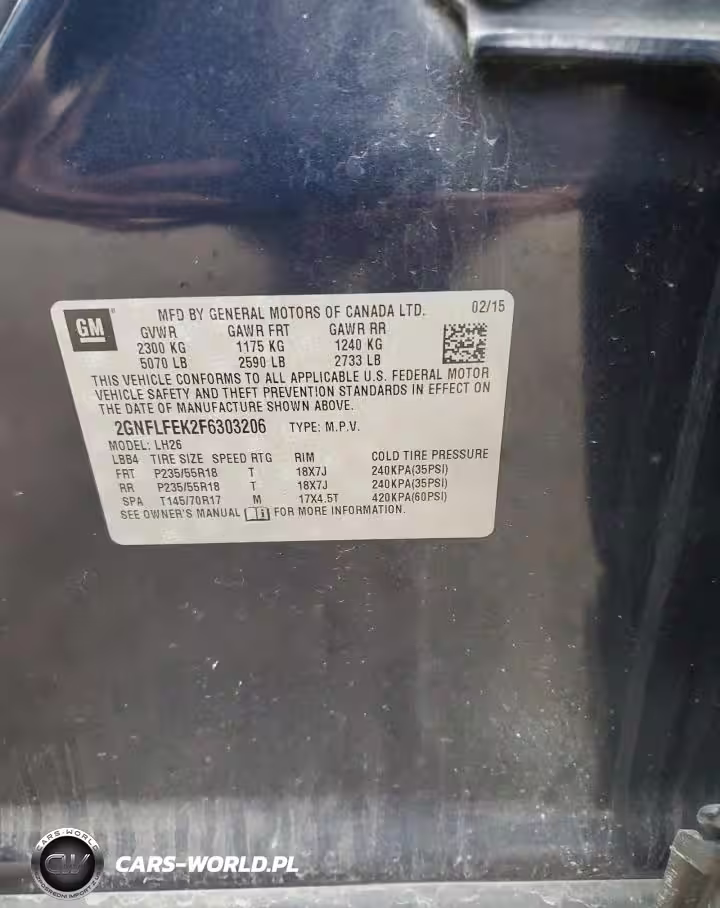 GM
MFD BY GENERAL MOTORS OF CANADA LTD. 02/15
GVWR GAWR FRT GAWR RR
2300 KG 1175 KG 1240 KG
5070 LB 2590 LB 2733 LB
THIS VEHICLE CONFORMS TO ALL APPLICABLE U.S. FEDERAL MOTOR
VEHICLE SAFETY AND THEFT PREVENTION STANDARDS IN EFFECT ON
THE DATE OF MANUFACTURE SHOWN ABOVE.
2GNFLFEK2F6303206 TYPE: M.P.V.
MODEL: LH26
LBB4 TIRE SIZE SPEED RTG RIM COLD TIRE PRESSURE
FRT P235/55R18 T 18X7J 240KPA(35PSI)
RR P235/55R18 T 18X7J 240KPA(35PSI)
SPA T145/70R17 M 17X4.5T 420KPA(60PSI)
SEE OWNER'S MANUAL FOR MORE INFORMATION.
CARS-WORLD
CW
CARS-WORLD.PL